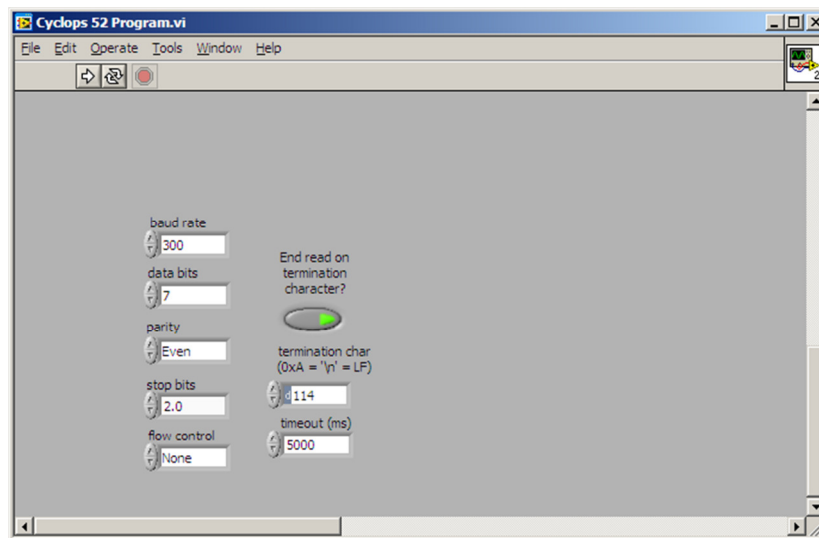 Cyclops 52 Program.vi
File Edit Operate Tools Window Help
2
baud rate
300
data bits
7
parity
Even
stop bits
2.0
flow control
None
End read on
termination
character?
termination char
(0xA = '\n' = LF)
d 114
timeout (ms)
5000